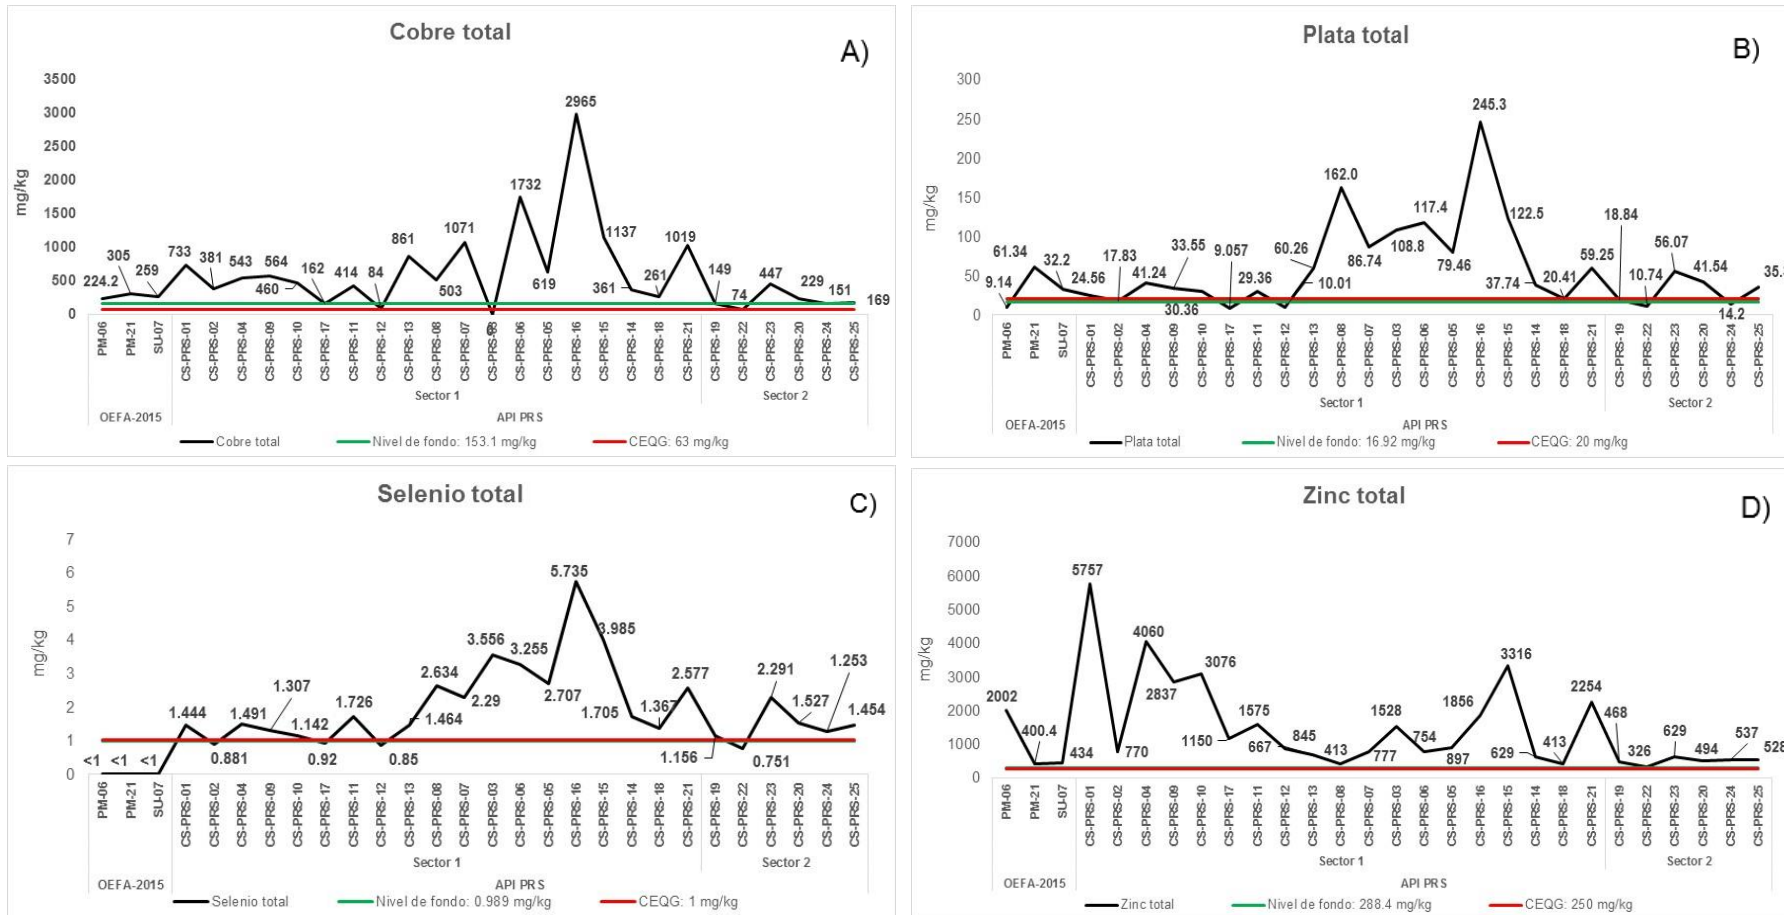 Cobre total
A)
3500
3000
2500
2000
1500
1000
500
0
mg/kg
224.2 305 259 733 381 543 564 460 162 414 84 861 503 1071 0 1732 619 2965 1137 361 261 1019 149 74 447 229 151 169
PM-06 PM-21 SU-07 CS-PRS-01 CS-PRS-02 CS-PRS-04 CS-PRS-09 CS-PRS-10 CS-PRS-17 CS-PRS-11 CS-PRS-12 CS-PRS-13 CS-PRS-08 CS-PRS-07 CS-PRS-03 CS-PRS-06 CS-PRS-05 CS-PRS-16 CS-PRS-15 CS-PRS-14 CS-PRS-18 CS-PRS-21 CS-PRS-19 CS-PRS-22 CS-PRS-23 CS-PRS-20 CS-PRS-24 CS-PRS-25
Sector 1 Sector 2
OEFA-2015 API PRS
Cobre total Nivel de fondo: 153.1 mg/kg CEQG: 63 mg/kg
Plata total
B)
300
250
200
150
100
50
0
mg/kg
9.14 61.34 32.2 24.56 17.83 41.24 33.55 30.36 9.057 29.36 10.01 60.26 162.0 86.74 108.8 117.4 79.46 245.3 122.5 37.74 20.41 59.25 18.84 10.74 56.07 41.54 14.2
PM-06 PM-21 SU-07 CS-PRS-01 CS-PRS-02 CS-PRS-04 CS-PRS-09 CS-PRS-10 CS-PRS-17 CS-PRS-11 CS-PRS-12 CS-PRS-13 CS-PRS-08 CS-PRS-07 CS-PRS-03 CS-PRS-06 CS-PRS-05 CS-PRS-16 CS-PRS-15 CS-PRS-14 CS-PRS-18 CS-PRS-21 CS-PRS-19 CS-PRS-22 CS-PRS-23 CS-PRS-20 CS-PRS-24 CS-PRS-25
Sector 1 Sector 2
OEFA-2015 API PRS
Plata total Nivel de fondo: 16.92 mg/kg CEQG: 20 mg/kg
Selenio total
C)
7
6
5
4
3
2
1
0
mg/kg
<1 <1 <1 1.444 0.881 1.491 1.307 1.142 0.92 1.726 0.85 1.464 2.634 2.29 3.556 3.255 2.707 5.735 3.985 1.705 1.367 2.577 1.156 0.751 2.291 1.527 1.253 1.454
PM-06 PM-21 SU-07 CS-PRS-01 CS-PRS-02 CS-PRS-04 CS-PRS-09 CS-PRS-10 CS-PRS-17 CS-PRS-11 CS-PRS-12 CS-PRS-13 CS-PRS-08 CS-PRS-07 CS-PRS-03 CS-PRS-06 CS-PRS-05 CS-PRS-16 CS-PRS-15 CS-PRS-14 CS-PRS-18 CS-PRS-21 CS-PRS-19 CS-PRS-22 CS-PRS-23 CS-PRS-20 CS-PRS-24 CS-PRS-25
Sector 1 Sector 2
OEFA-2015 API PRS
Selenio total Nivel de fondo: 0.989 mg/kg CEQG: 1 mg/kg
Zinc total
D)
7000
6000
5000
4000
3000
2000
1000
0
mg/kg
2002 400.4 434 5757 770 4060 2837 3076 1150 1575 667 845 413 777 1528 754 897 1856 3316 629 413 2254 468 326 629 494 537 528
PM-06 PM-21 SU-07 CS-PRS-01 CS-PRS-02 CS-PRS-04 CS-PRS-09 CS-PRS-10 CS-PRS-17 CS-PRS-11 CS-PRS-12 CS-PRS-13 CS-PRS-08 CS-PRS-07 CS-PRS-03 CS-PRS-06 CS-PRS-05 CS-PRS-16 CS-PRS-15 CS-PRS-14 CS-PRS-18 CS-PRS-21 CS-PRS-19 CS-PRS-22 CS-PRS-23 CS-PRS-20 CS-PRS-24 CS-PRS-25
Sector 1 Sector 2
OEFA-2015 API PRS
Zinc total Nivel de fondo: 288.4 mg/kg CEQG: 250 mg/kg